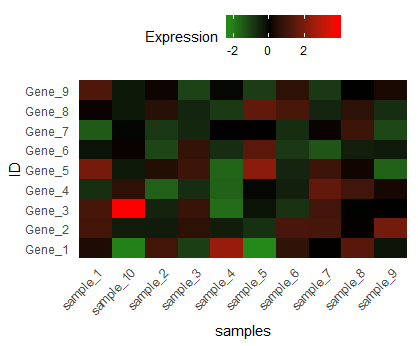 Expression
-2 0 2
Gene_9
Gene_8
Gene_7
Gene_6
Gene_5
Gene_4
Gene_3
Gene_2
Gene_1
ID
sample_1 sample_10 sample_2 sample_3 sample_4 sample_5 sample_6 sample_7 sample_8 sample_9
samples